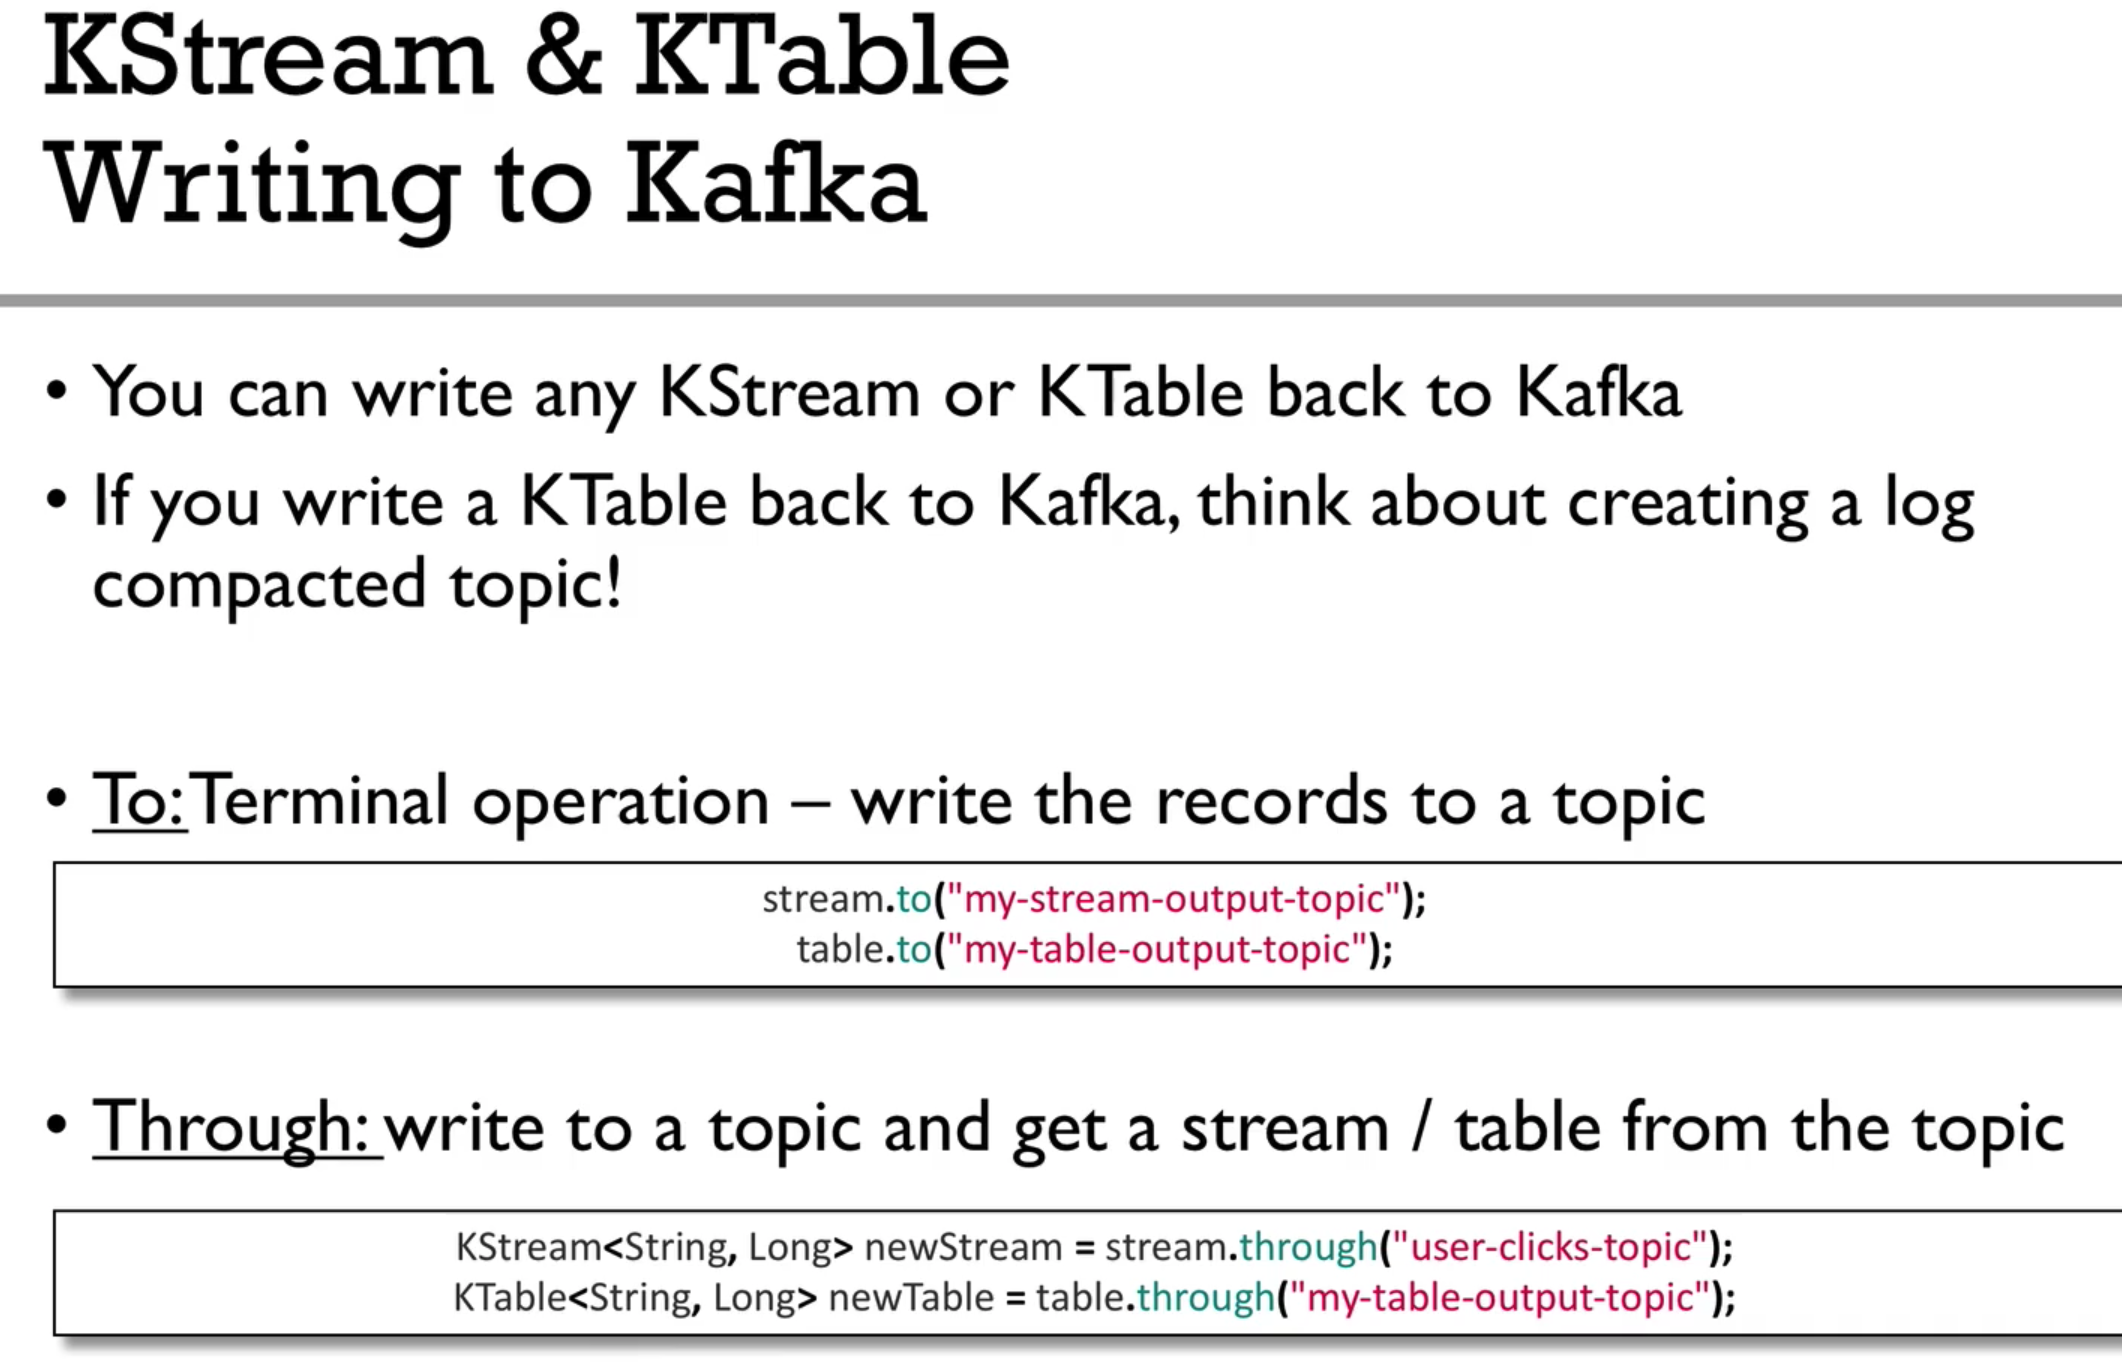 KStream & KTable
Writing to Kafka
• You can write any KStream or KTable back to Kafka
• If you write a KTable back to Kafka, think about creating a log
compacted topic!
• To: Terminal operation – write the records to a topic
stream.to("my-stream-output-topic");
table.to("my-table-output-topic");
• Through: write to a topic and get a stream / table from the topic
KStream<String, Long> newStream = stream.through("user-clicks-topic");
KTable<String, Long> newTable = table.through("my-table-output-topic");